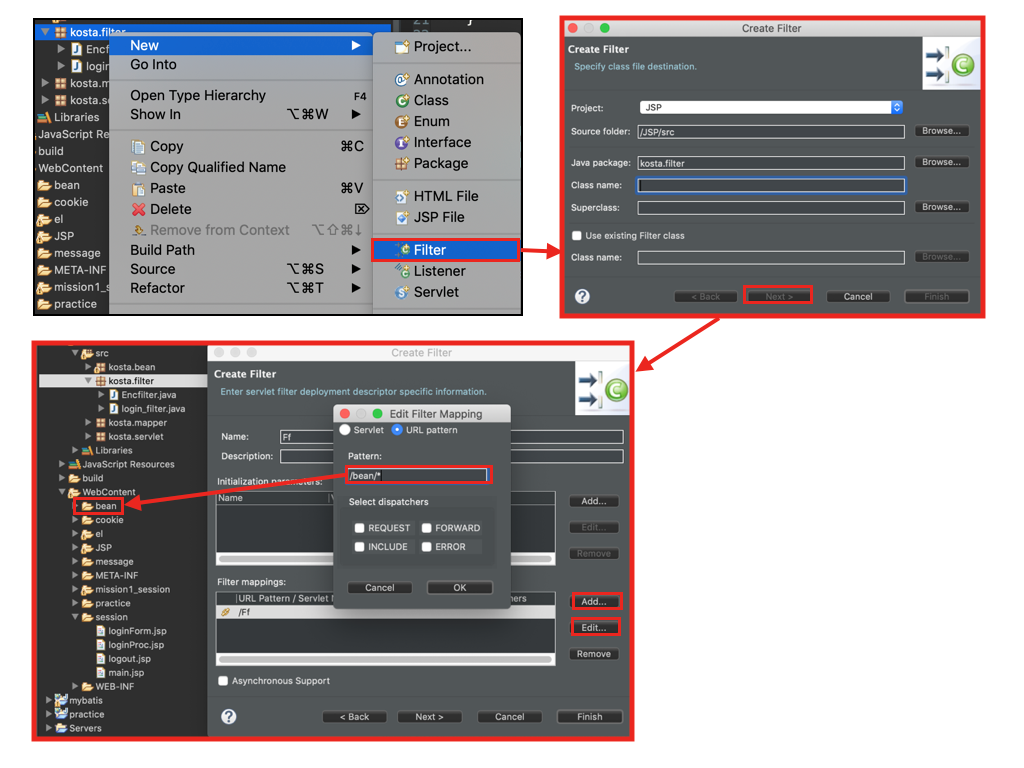 kosta.filter
Encf
login
kosta.m
kosta.se
Libraries
JavaScript Re
build
WebContent
bean
cookie
el
JSP
message
META-INF
mission1_s
practice
21
}
New
Go Into
Open Type Hierarchy F4
Show In ⌥⌘W
Copy ⌘C
Copy Qualified Name
Paste ⌘V
Delete ⌦
Remove from Context ⌥⇧⌘↓
Build Path
Source ⌥⌘S
Refactor ⌥⌘T
Project...
Annotation
Class
Enum
Interface
Package
HTML File
JSP File
Filter
Listener
Servlet
Create Filter
Create Filter
Specify class file destination.
Project: JSP
Source folder: /JSP/src Browse...
Java package: kosta.filter Browse...
Class name:
Superclass: Browse...
Use existing Filter class
Class name: Browse...
? < Back Next > Cancel Finish
src
kosta.bean
kosta.filter
Encfilter.java
login_filter.java
kosta.mapper
kosta.servlet
Libraries
JavaScript Resources
build
WebContent
bean
cookie
el
JSP
message
META-INF
mission1_session
practice
session
loginForm.jsp
loginProc.jsp
logout.jsp
main.jsp
WEB-INF
mybatis
practice
Servers
Create Filter
Create Filter
Enter servlet filter deployment descriptor specific information.
Name: Ff
Description:
Initialization parameters:
Name
Add...
Edit...
Remove
Filter mappings:
URL Pattern / Servlet
/Ff
Add...
Edit...
Remove
Asynchronous Support
? < Back Next > Cancel Finish
Edit Filter Mapping
Servlet URL pattern
Pattern:
/bean/*
Select dispatchers
REQUEST FORWARD
INCLUDE ERROR
Cancel OK